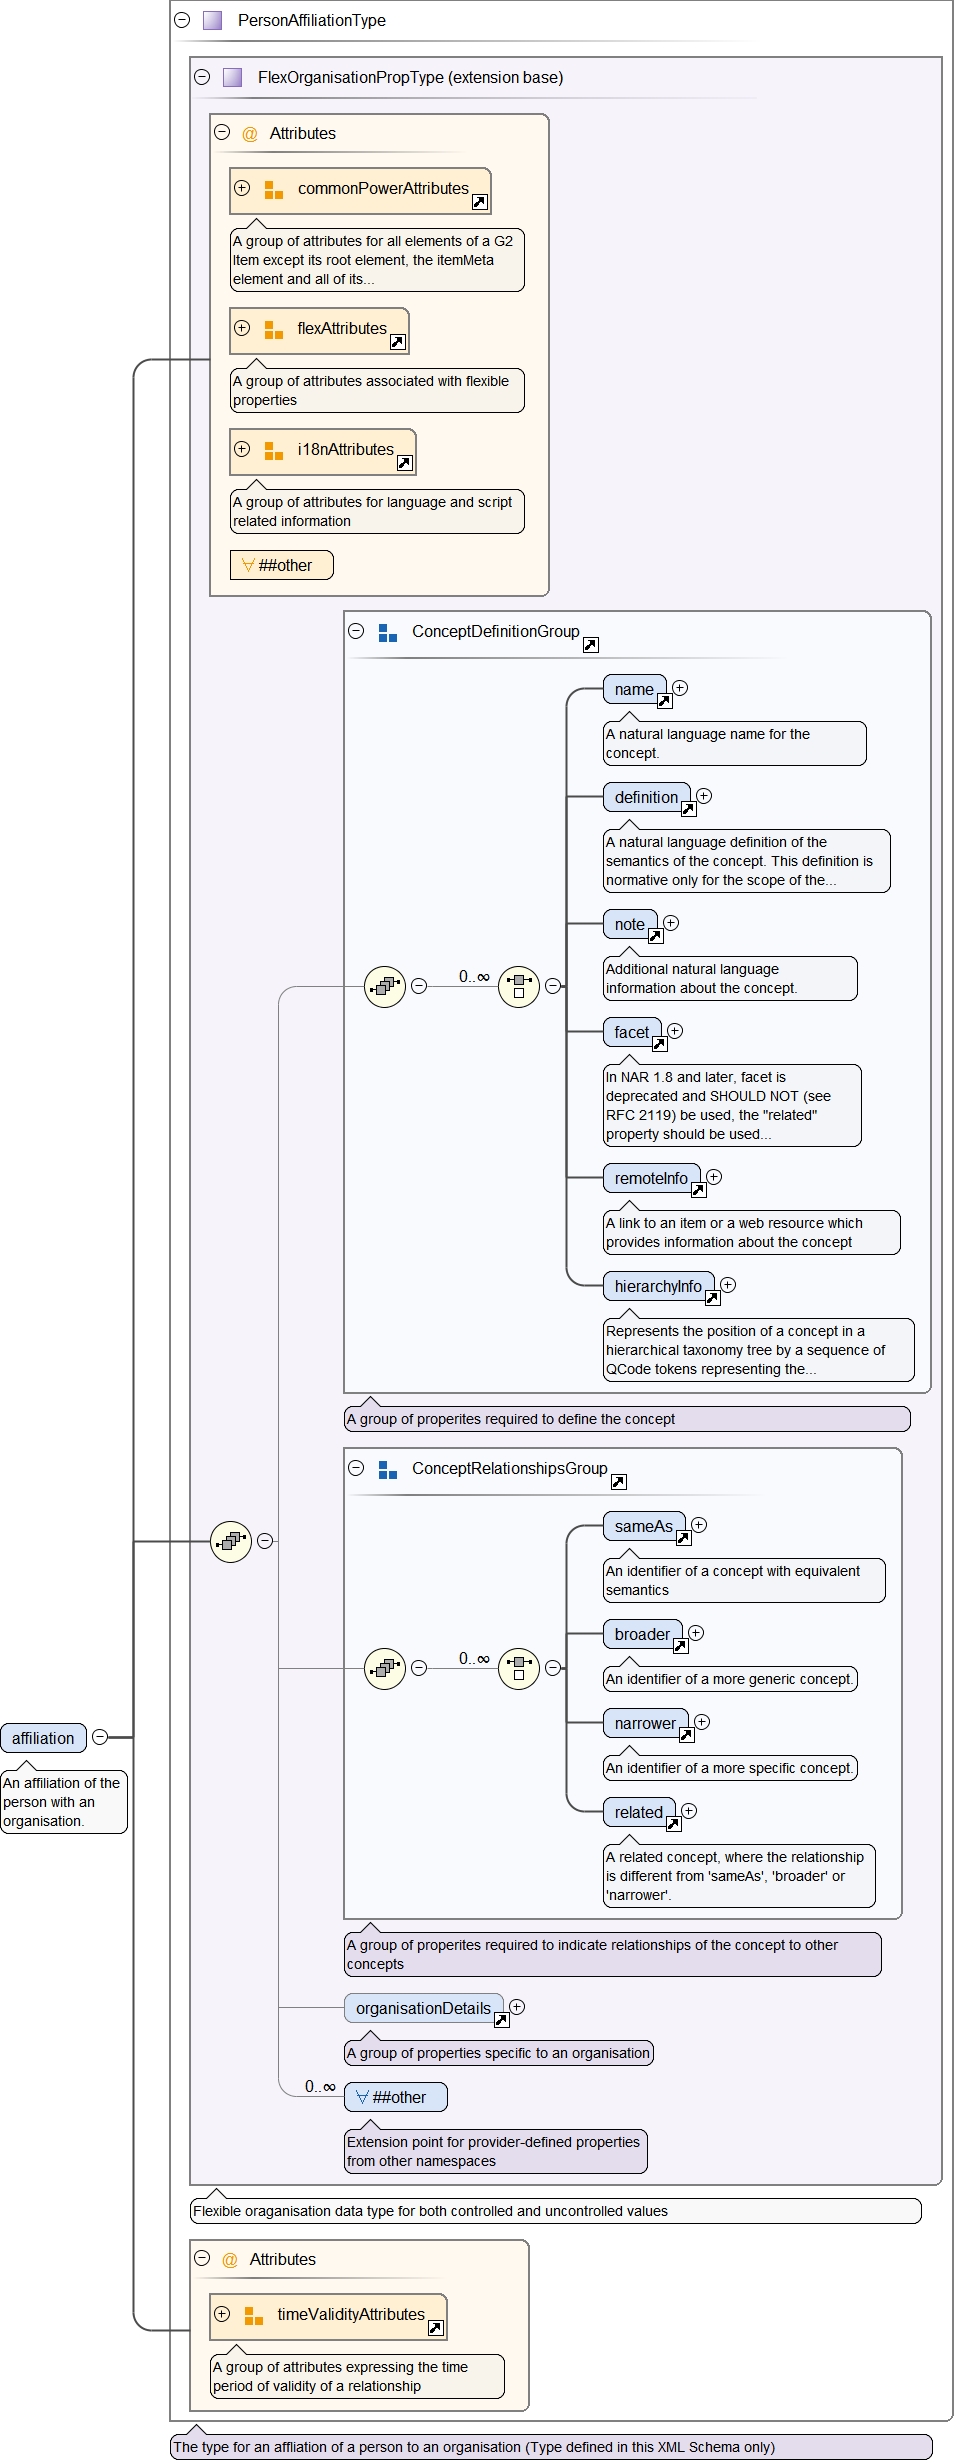 PersonAffiliationType
FlexOrganisationPropType (extension base)
@ Attributes
commonPowerAttributes
A group of attributes for all elements of a G2
Item except its root element, the itemMeta
element and all of its...
flexAttributes
A group of attributes associated with flexible
properties
i18nAttributes
A group of attributes for language and script
related information
##other
ConceptDefinitionGroup
name
A natural language name for the
concept.
definition
A natural language definition of the
semantics of the concept. This definition is
normative only for the scope of the...
note
Additional natural language
information about the concept.
0..∞
facet
In NAR 1.8 and later, facet is
deprecated and SHOULD NOT (see
RFC 2119) be used, the "related"
property should be used...
remoteInfo
A link to an item or a web resource which
provides information about the concept
hierarchyInfo
Represents the position of a concept in a
hierarchical taxonomy tree by a sequence of
QCode tokens representing the...
A group of properites required to define the concept
ConceptRelationshipsGroup
sameAs
An identifier of a concept with equivalent
semantics
broader
0..∞
An identifier of a more generic concept.
narrower
An identifier of a more specific concept.
related
A related concept, where the relationship
is different from 'sameAs', 'broader' or
'narrower'.
A group of properites required to indicate relationships of the concept to other
concepts
affiliation
An affiliation of the
person with an
organisation.
organisationDetails
A group of properties specific to an organisation
0..∞
##other
Extension point for provider-defined properties
from other namespaces
Flexible oraganisation data type for both controlled and uncontrolled values
@ Attributes
timeValidityAttributes
A group of attributes expressing the time
period of validity of a relationship
The type for an affliation of a person to an organisation (Type defined in this XML Schema only)